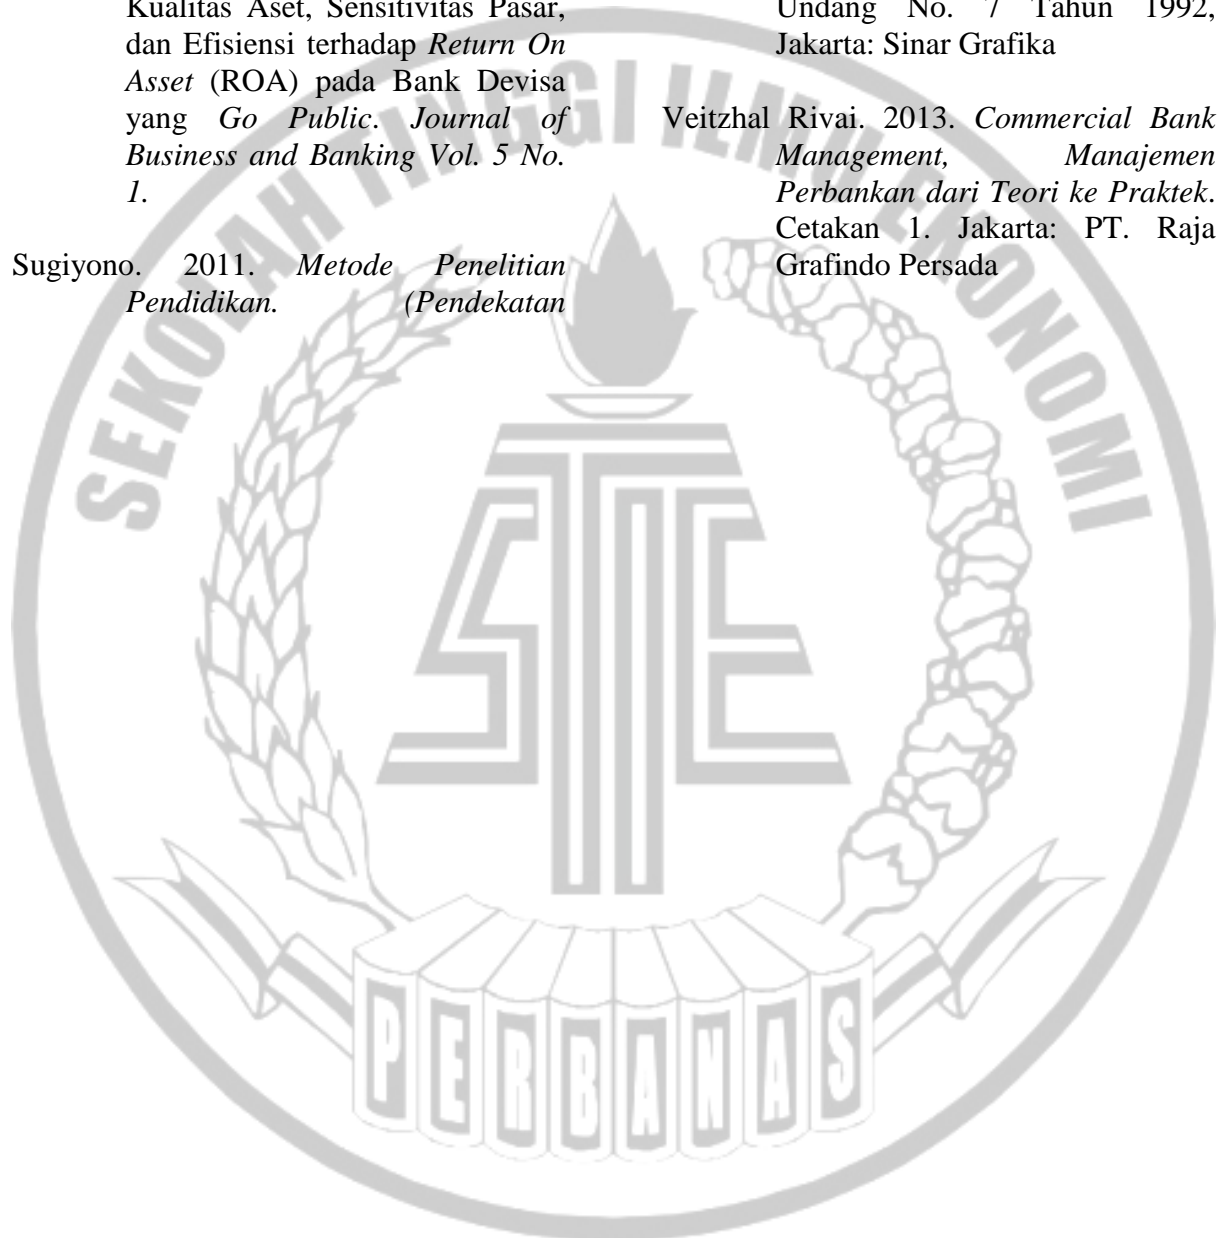 Kualitas Aset, Sensitivitas Pasar,
dan Efisiensi terhadap Return On
Asset (ROA) pada Bank Devisa
yang Go Public. Journal of
Business and Banking Vol. 5 No.
1.
Sugiyono. 2011. Metode Penelitian
Pendidikan. (Pendekatan
Undang No. 7 Tahun 1992,
Jakarta: Sinar Grafika
Veitzhal Rivai. 2013. Commercial Bank
Management, Manajemen
Perbankan dari Teori ke Praktek.
Cetakan 1. Jakarta: PT. Raja
Grafindo Persada
SEKOLAH TINGGI ILMU EKONOMI
STIE
PERBANAS